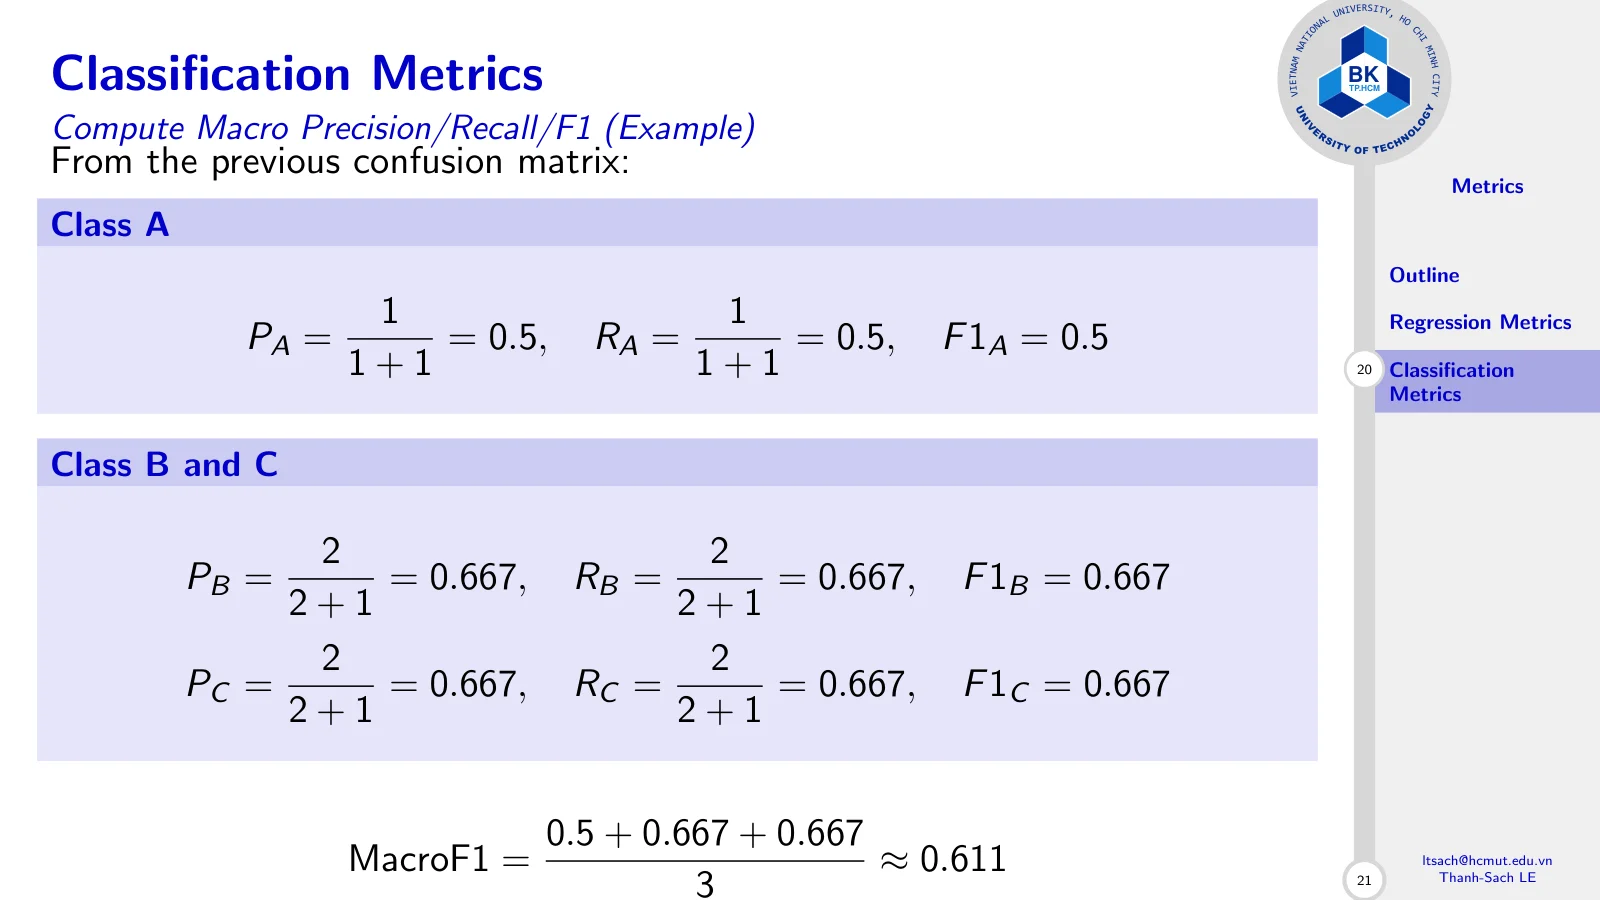 Classification Metrics
Compute Macro Precision/Recall/F1 (Example)
From the previous confusion matrix:
Class A
P_A = 1/(1 + 1) = 0.5, R_A = 1/(1 + 1) = 0.5, F1_A = 0.5
Class B and C
P_B = 2/(2 + 1) = 0.667, R_B = 2/(2 + 1) = 0.667, F1_B = 0.667
P_C = 2/(2 + 1) = 0.667, R_C = 2/(2 + 1) = 0.667, F1_C = 0.667
MacroF1 = (0.5 + 0.667 + 0.667)/3 ≈ 0.611
VIETNAM NATIONAL UNIVERSITY, HO CHI MINH CITY
BK
TP.HCM
UNIVERSITY OF TECHNOLOGY
Metrics
Outline
Regression Metrics
20
Classification
Metrics
21
ltsach@hcmut.edu.vn
Thanh-Sach LE